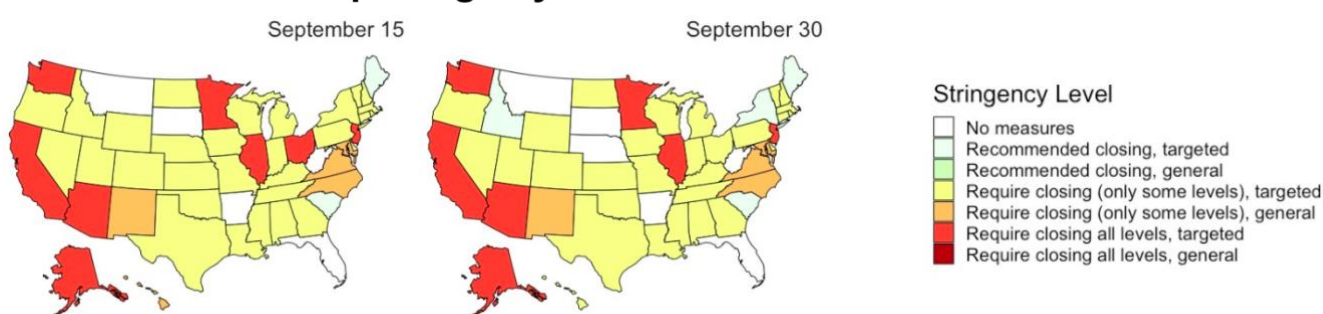 September 15
September 30
Stringency Level
No measures
Recommended closing, targeted
Recommended closing, general
Require closing (only some levels), targeted
Require closing (only some levels), general
Require closing all levels, targeted
Require closing all levels, general